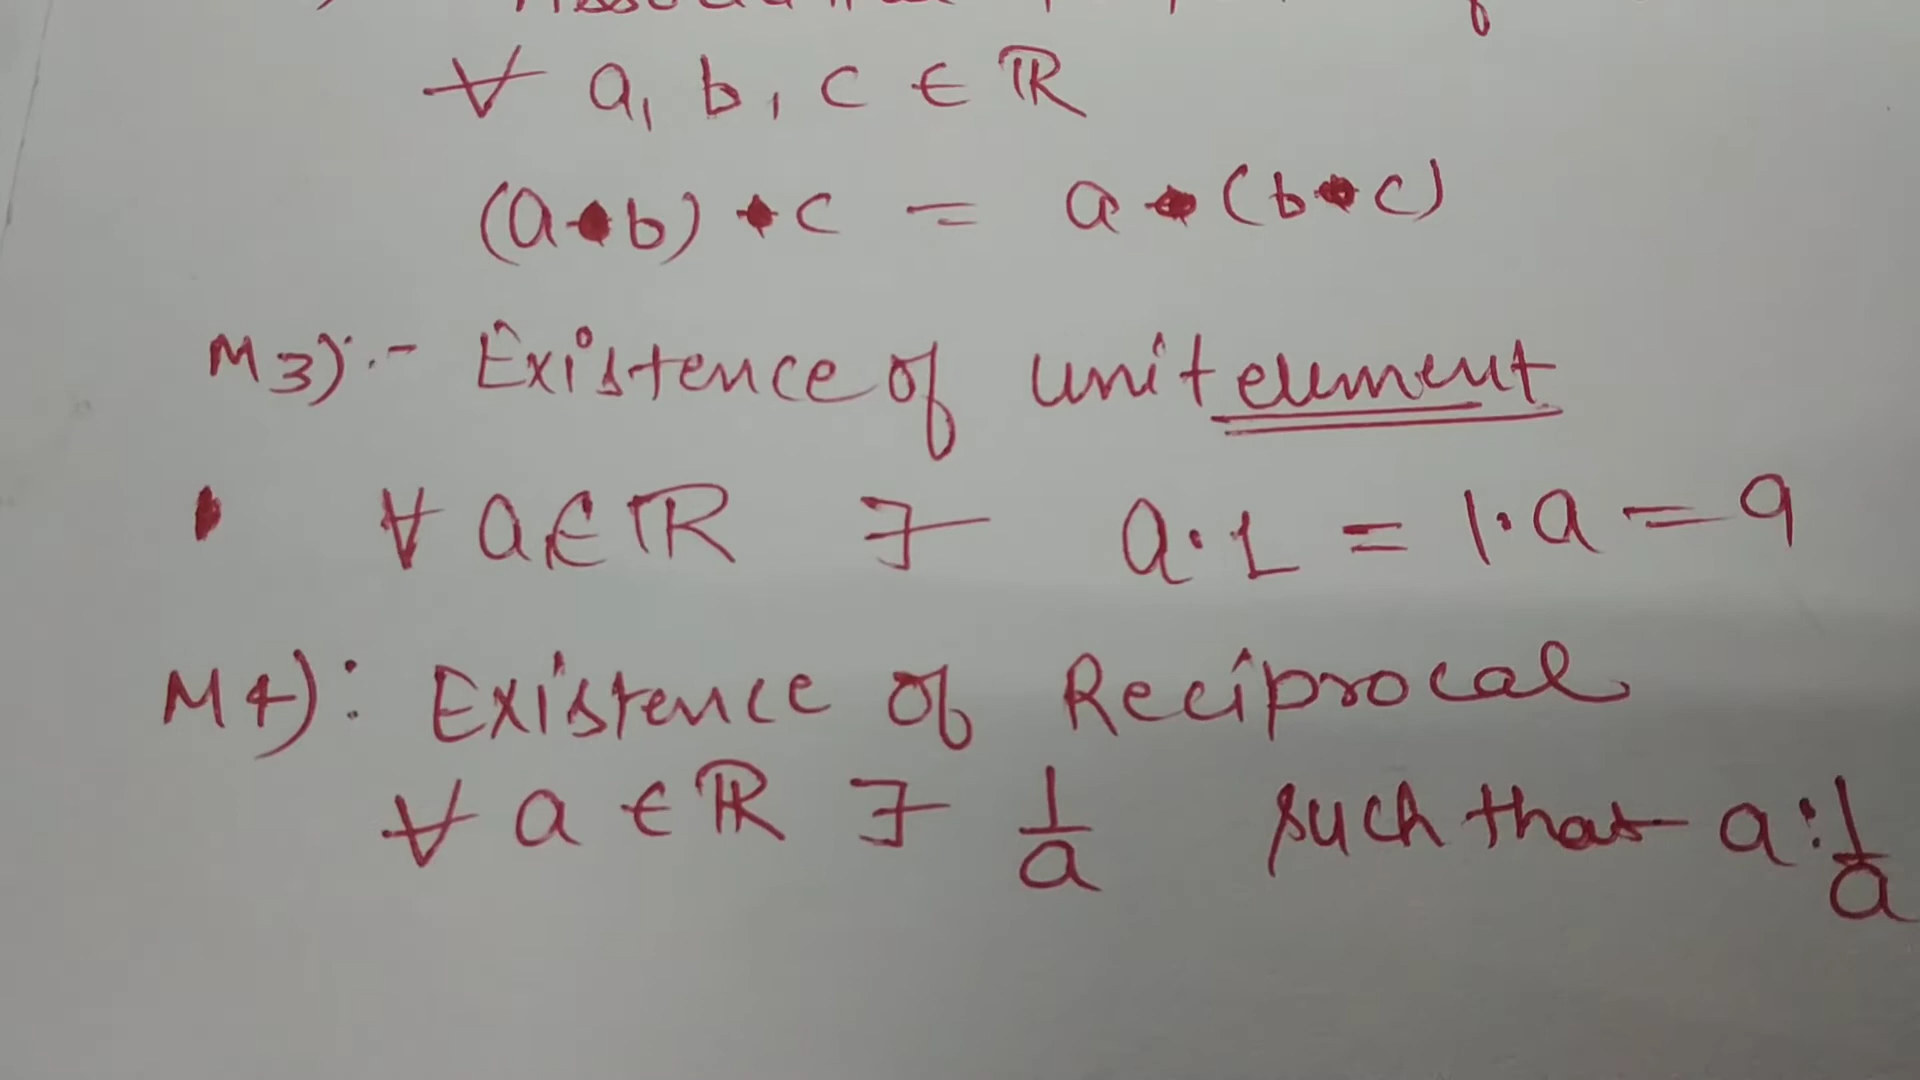 ∀ a, b, c ∈ ℝ
(a•b)•c = a•(b•c)
M3):- Existence of unit element
∀ a ∈ ℝ ∃ a·1 = 1·a = a
M4): Existence of Reciprocal
∀ a ∈ ℝ ∃ 1/a such that a·1/a